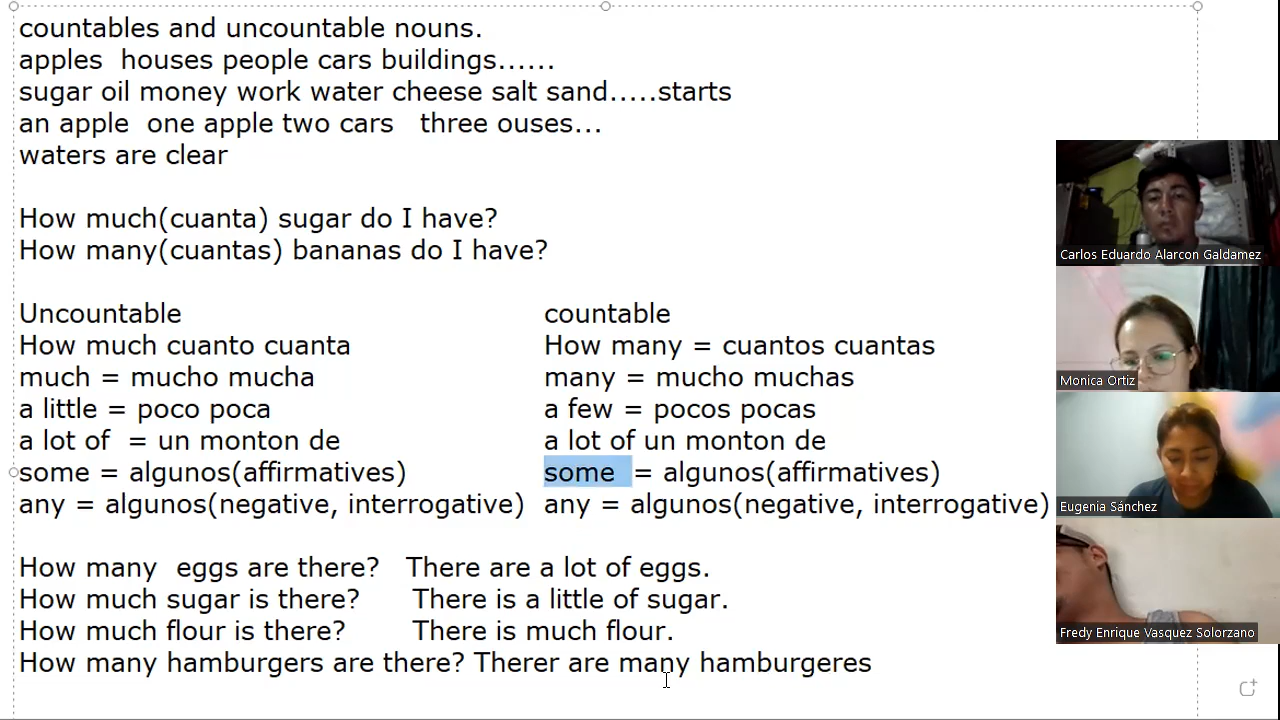 countables and uncountable nouns.
apples  houses people cars buildings......
sugar oil money work water cheese salt sand.....starts
an apple  one apple two cars   three ouses...
waters are clear
How much(cuanta) sugar do I have?
How many(cuantas) bananas do I have?
Uncountable countable
How much cuanto cuanta How many = cuantos cuantas
much = mucho mucha many = mucho muchas
a little = poco poca a few = pocos pocas
a lot of  = un monton de a lot of un monton de
some = algunos(affirmatives) some  = algunos(affirmatives)
any = algunos(negative, interrogative) any = algunos(negative, interrogative)
How many  eggs are there?   There are a lot of eggs.
How much sugar is there?      There is a little of sugar.
How much flour is there?       There is much flour.
How many hamburgers are there? Therer are many hamburgeres
Carlos Eduardo Alarcon Galdamez
Monica Ortiz
Eugenia Sánchez
Fredy Enrique Vasquez Solorzano